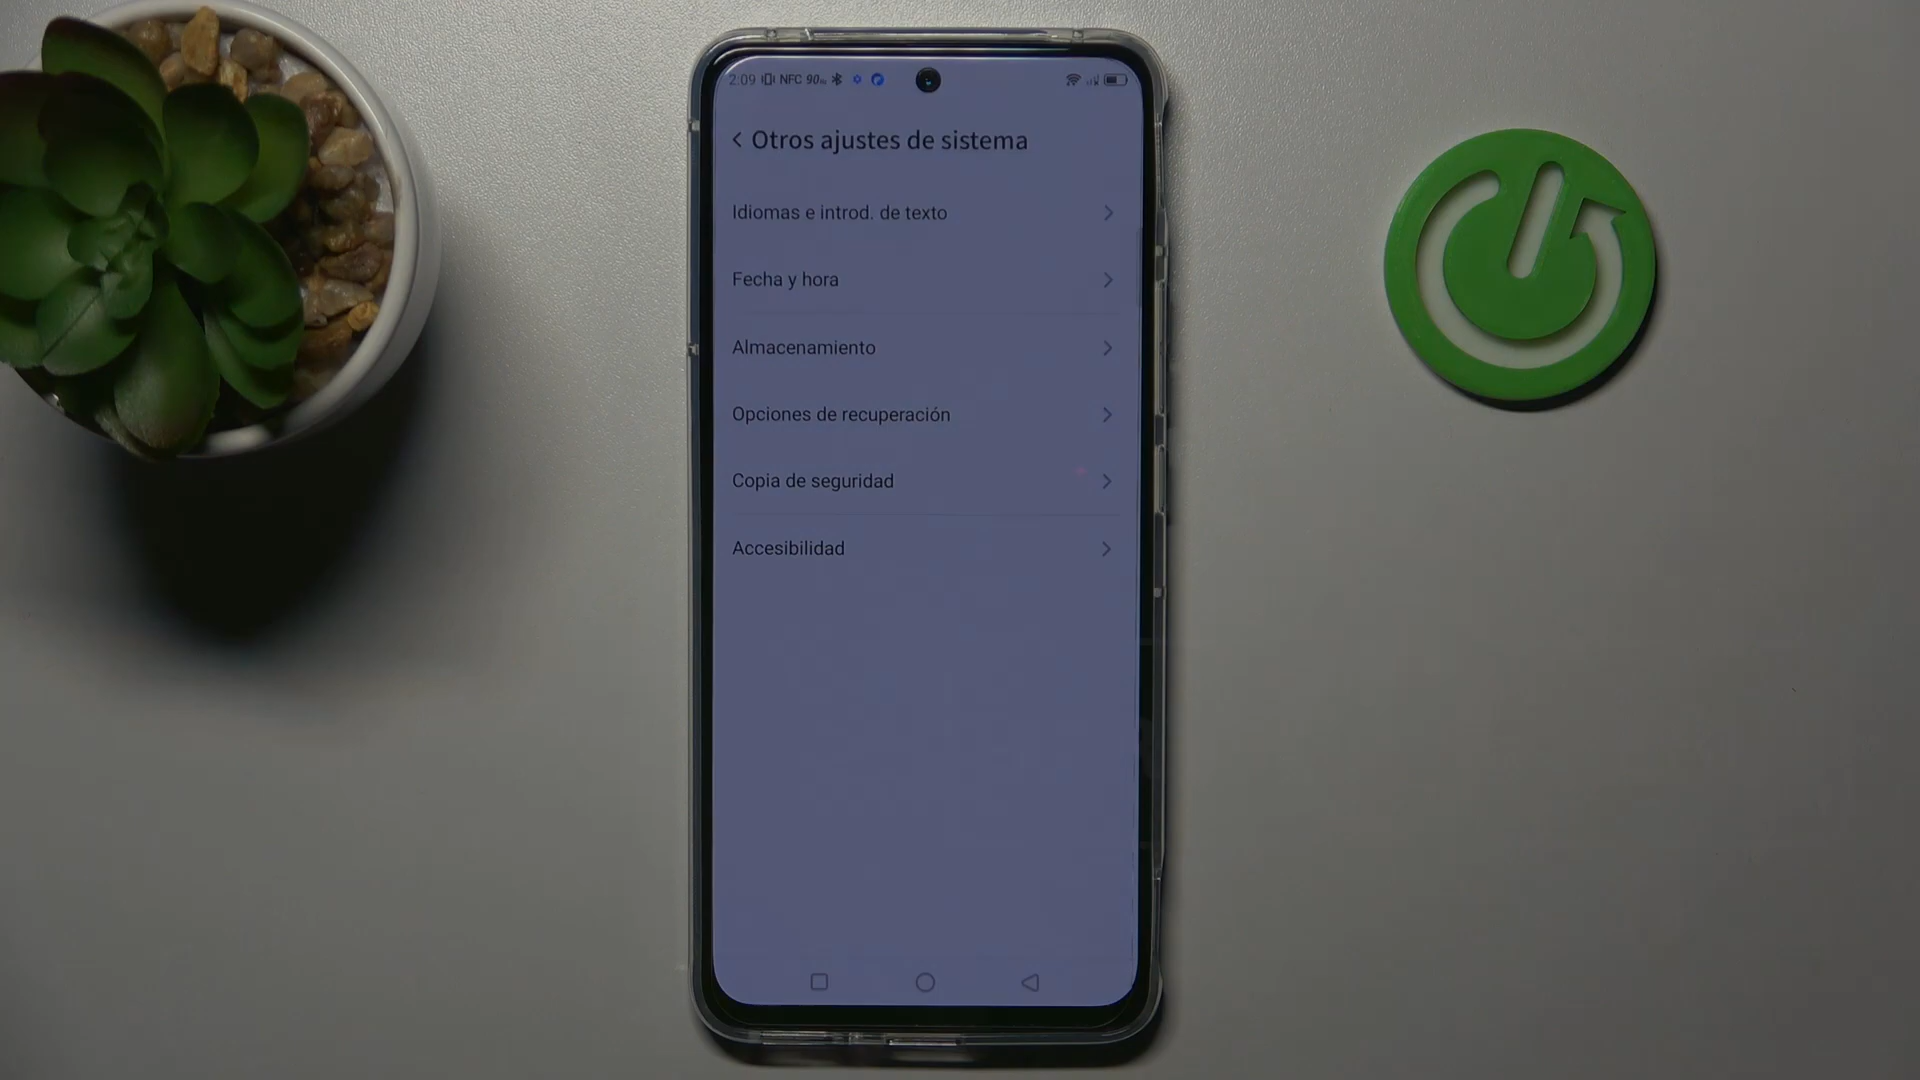 2:09 NFC 90
Otros ajustes de sistema
Idiomas e introd. de texto
Fecha y hora
Almacenamiento
Opciones de recuperación
Copia de seguridad
Accesibilidad